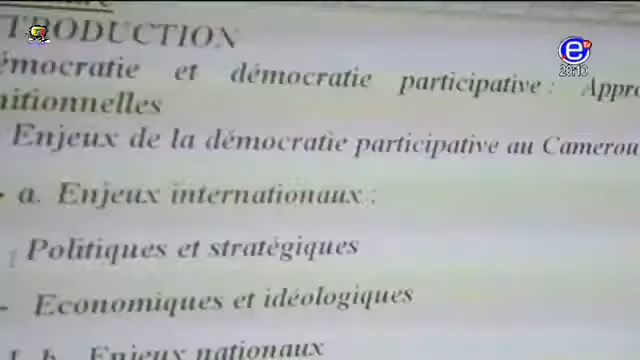 TRODUCTION
20:10
émocratie et démocratie participative : Appro
nitionnelles
Enjeux de la démocratie participative au Camerou
- a. Enjeux internationaux :
Politiques et stratégiques
- Economiques et idéologiques
b. Enjeux nationaux